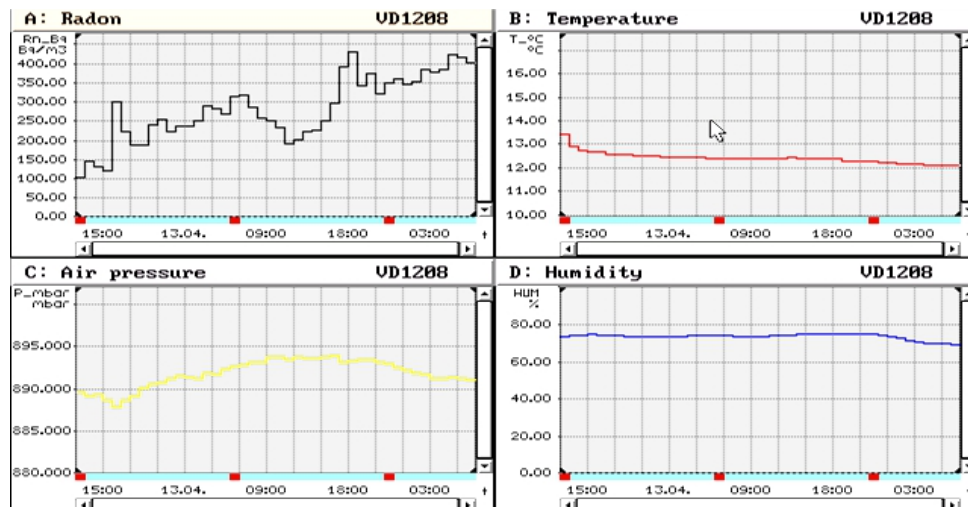 A: Radon VD1208
Rn_Bq
Bq/m3
400.00
350.00
300.00
250.00
200.00
150.00
100.00
50.00
0.00
15:00 13.04. 09:00 18:00 03:00 t
B: Temperature VD1208
T_°C
°C
16.00
15.00
14.00
13.00
12.00
11.00
10.00
15:00 13.04. 09:00 18:00 03:00
C: Air pressure VD1208
P_mbar
mbar
895.000
890.000
885.000
880.000
15:00 13.04. 09:00 18:00 03:00 t
D: Humidity VD1208
HUM
%
80.00
60.00
40.00
20.00
0.00
15:00 13.04. 09:00 18:00 03:00